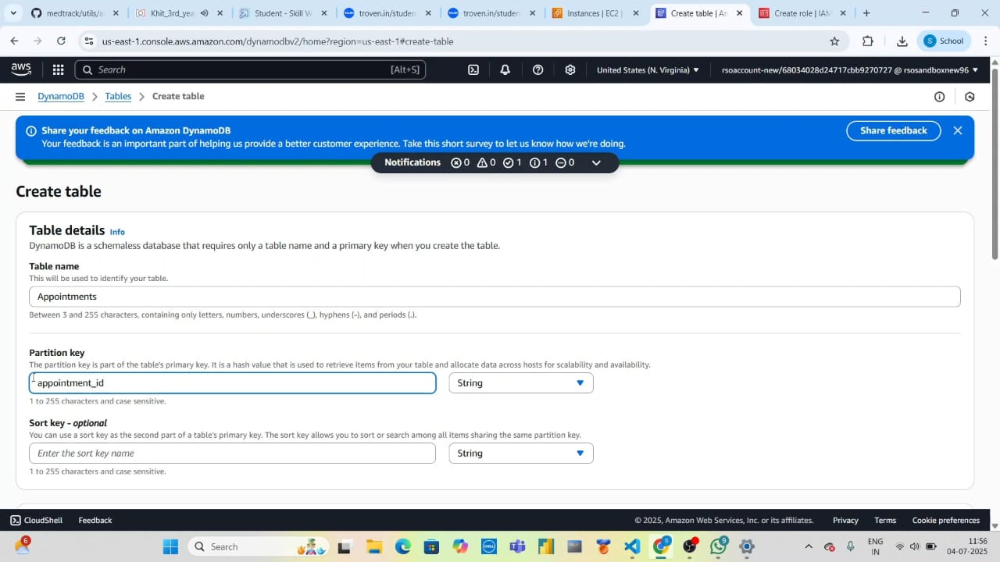 medtrack/utils/a
Khit_3rd_yea
Student - Skill W
troven.in/studen
troven.in/studen
Instances | EC2 |
Create table | An
Create role | IAM
us-east-1.console.aws.amazon.com/dynamodbv2/home?region=us-east-1#create-table
S School
aws
Search [Alt+S]
United States (N. Virginia)
rsoaccount-new/68034028d24717cbb9270727 @ rsosandboxnew96
DynamoDB > Tables > Create table
Share your feedback on Amazon DynamoDB
Your feedback is an important part of helping us provide a better customer experience. Take this short survey to let us know how we're doing.
Share feedback
Notifications 0 0 1 1 0
Create table
Table details Info
DynamoDB is a schemaless database that requires only a table name and a primary key when you create the table.
Table name
This will be used to identify your table.
Appointments
Between 3 and 255 characters, containing only letters, numbers, underscores (_), hyphens (-), and periods (.).
Partition key
The partition key is part of the table's primary key. It is a hash value that is used to retrieve items from your table and allocate data across hosts for scalability and availability.
appointment_id
String
1 to 255 characters and case sensitive.
Sort key - optional
You can use a sort key as the second part of a table's primary key. The sort key allows you to sort or search among all items sharing the same partition key.
Enter the sort key name
String
1 to 255 characters and case sensitive.
CloudShell Feedback
© 2025, Amazon Web Services, Inc. or its affiliates. Privacy Terms Cookie preferences
6
Search
DELL
5
9
ENG
IN
11:56
04-07-2025